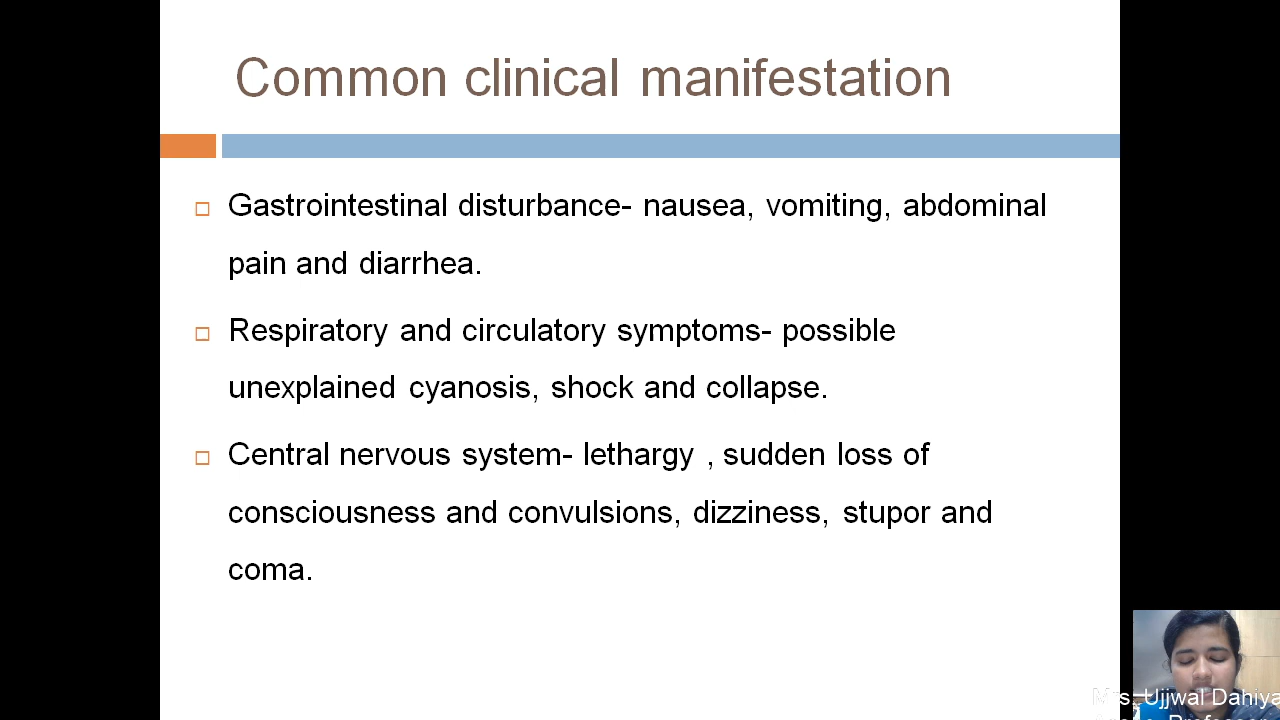 Common clinical manifestation
Gastrointestinal disturbance- nausea, vomiting, abdominal
pain and diarrhea.
Respiratory and circulatory symptoms- possible
unexplained cyanosis, shock and collapse.
Central nervous system- lethargy , sudden loss of
consciousness and convulsions, dizziness, stupor and
coma.
Mrs. Ujjwal Dahiya